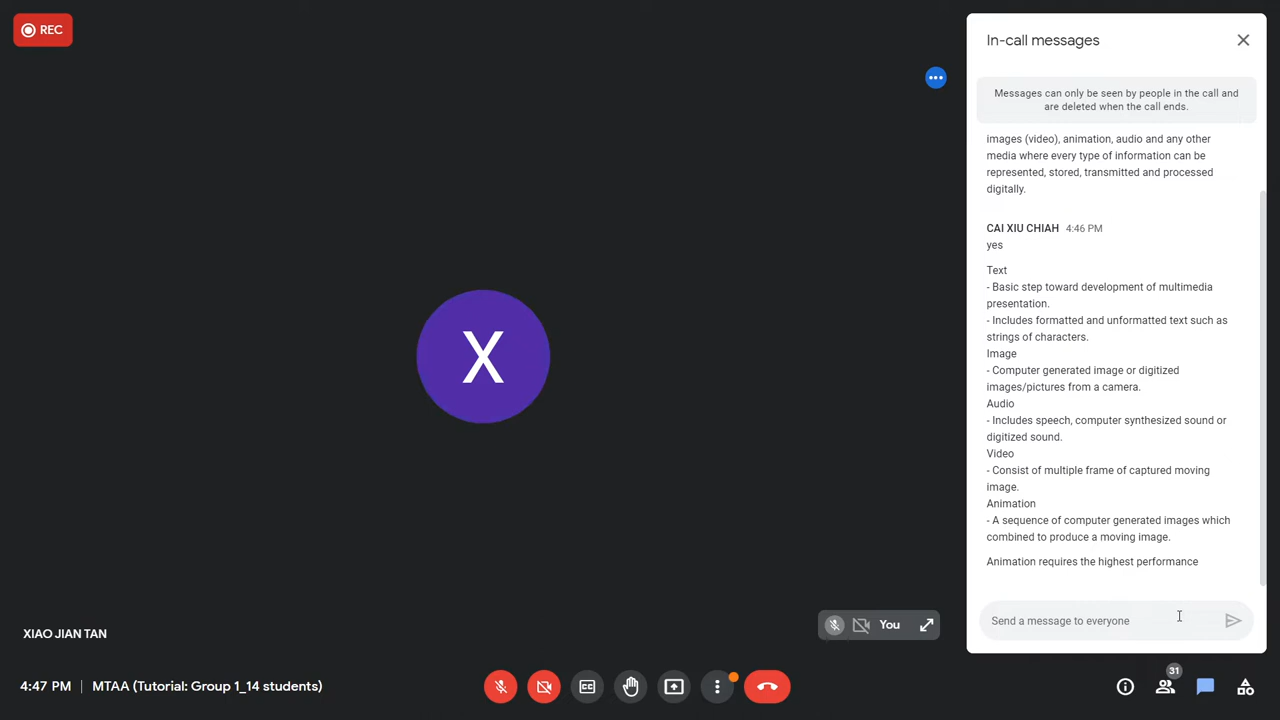 REC
In-call messages
Messages can only be seen by people in the call and
are deleted when the call ends.
images (video), animation, audio and any other
media where every type of information can be
represented, stored, transmitted and processed
digitally.
CAI XIU CHIAH 4:46 PM
yes
Text
- Basic step toward development of multimedia
presentation.
- Includes formatted and unformatted text such as
strings of characters.
Image
- Computer generated image or digitized
images/pictures from a camera.
Audio
- Includes speech, computer synthesized sound or
digitized sound.
Video
- Consist of multiple frame of captured moving
image.
Animation
- A sequence of computer generated images which
combined to produce a moving image.
Animation requires the highest performance
Send a message to everyone
X
XIAO JIAN TAN
You
4:47 PM | MTAA (Tutorial: Group 1_14 students)
31